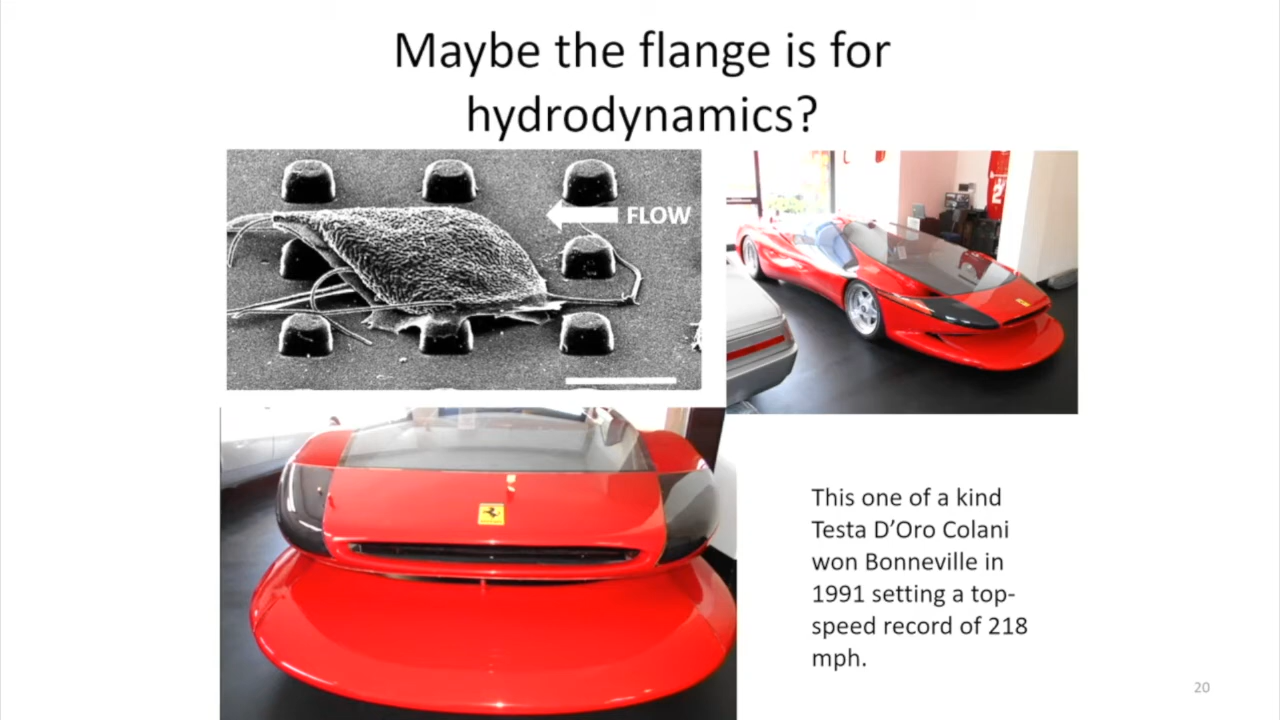 Maybe the flange is for
hydrodynamics?
FLOW
This one of a kind
Testa D’Oro Colani
won Bonneville in
1991 setting a top-
speed record of 218
mph.
20